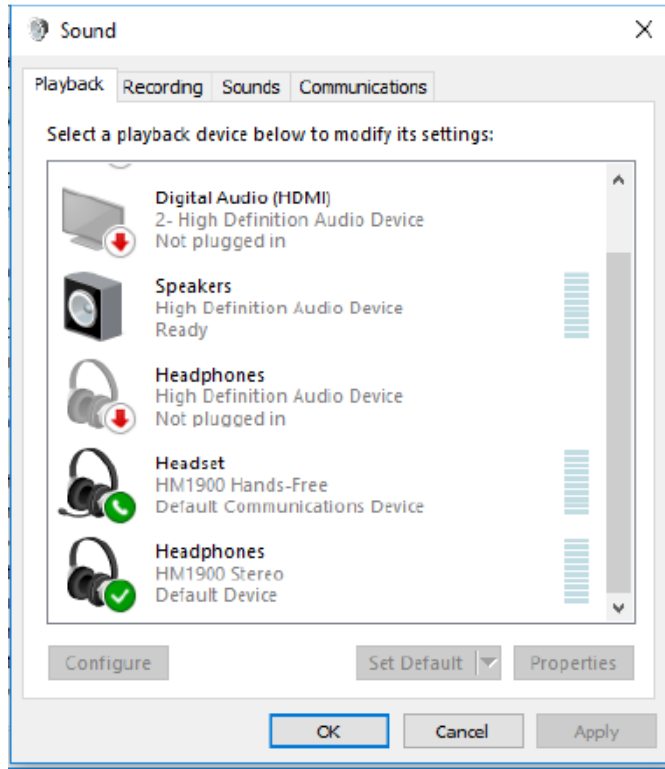 Sound
Playback Recording Sounds Communications
Select a playback device below to modify its settings:
Digital Audio (HDMI)
2- High Definition Audio Device
Not plugged in
Speakers
High Definition Audio Device
Ready
Headphones
High Definition Audio Device
Not plugged in
Headset
HM1900 Hands-Free
Default Communications Device
Headphones
HM1900 Stereo
Default Device
Configure Set Default Properties
OK Cancel Apply